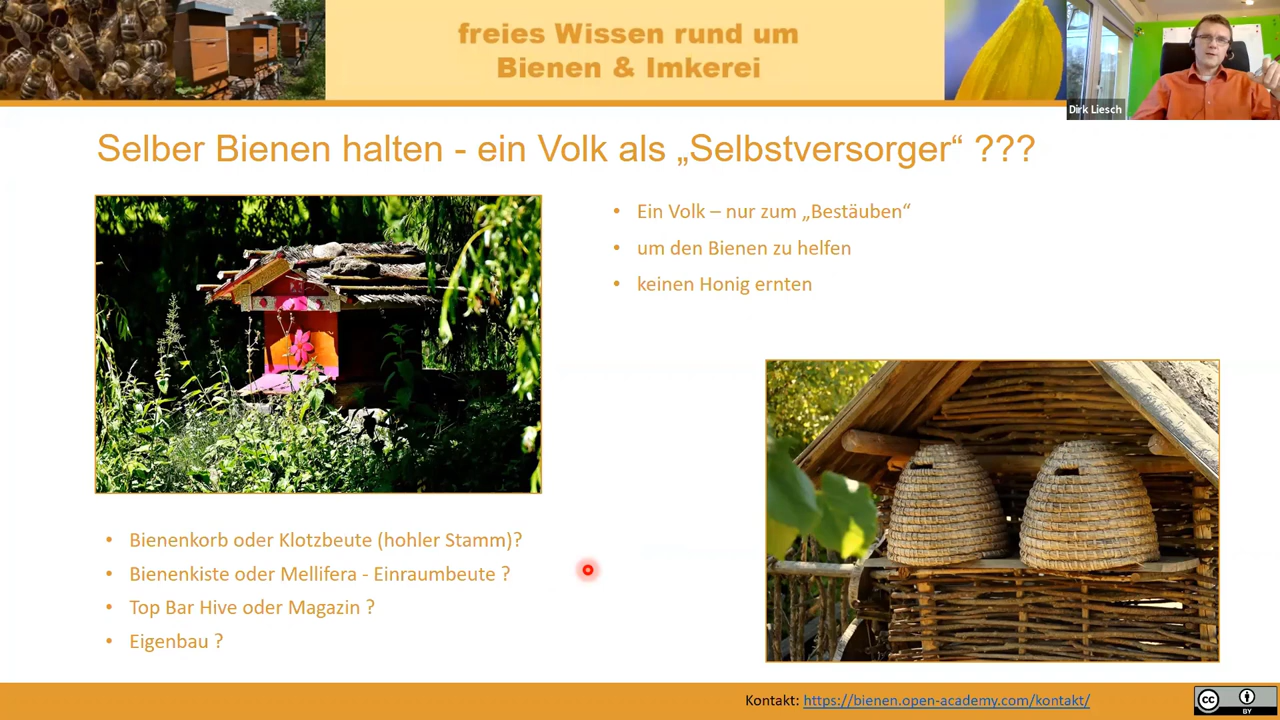 freies Wissen rund um
Bienen & Imkerei
Dirk Liesch
Selber Bienen halten - ein Volk als „Selbstversorger“ ???
• Ein Volk – nur zum „Bestäuben“
• um den Bienen zu helfen
• keinen Honig ernten
• Bienenkorb oder Klotzbeute (hohler Stamm)?
• Bienenkiste oder Mellifera - Einraumbeute ?
• Top Bar Hive oder Magazin ?
• Eigenbau ?
Kontakt: https://bienen.open-academy.com/kontakt/
cc
BY